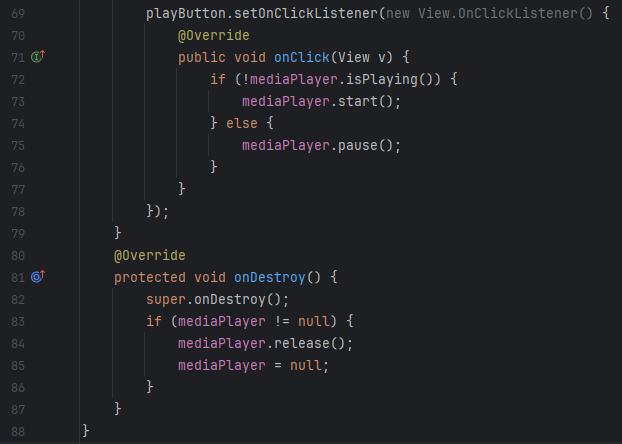 69 playButton.setOnClickListener(new View.OnClickListener() {
70 @Override
71 public void onClick(View v) {
72 if (!mediaPlayer.isPlaying()) {
73 mediaPlayer.start();
74 } else {
75 mediaPlayer.pause();
76 }
77 }
78 });
79 }
80 @Override
81 protected void onDestroy() {
82 super.onDestroy();
83 if (mediaPlayer != null) {
84 mediaPlayer.release();
85 mediaPlayer = null;
86 }
87 }
88 }